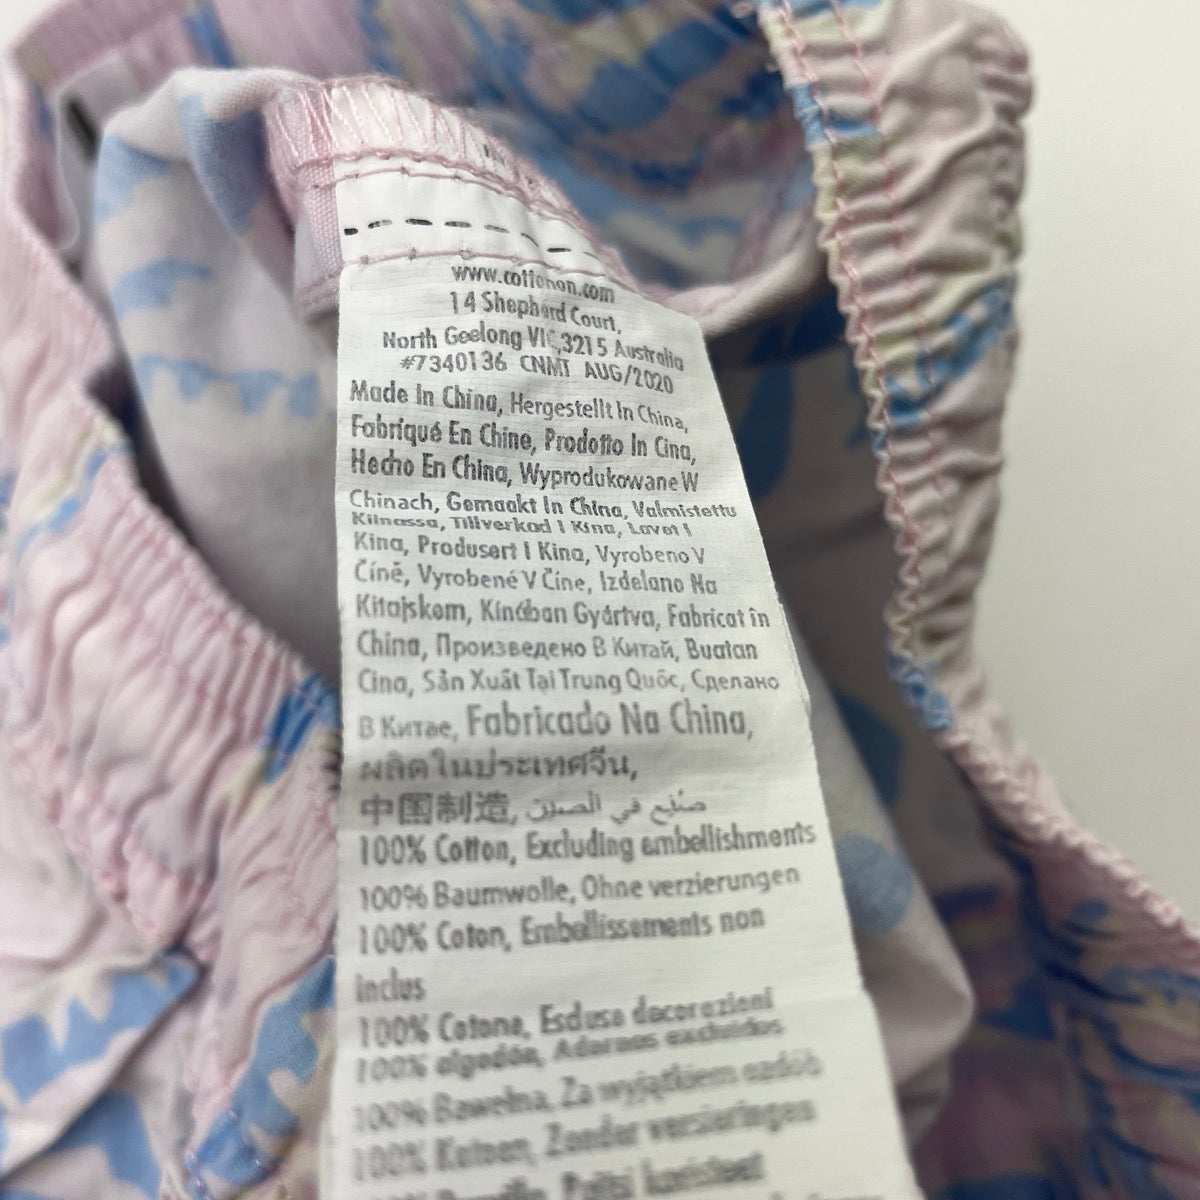 www.cottonon.com
14 Shephard Court,
North Geelong VIC,3215 Australia
#7340136 CNMT AUG/2020
Made In China, Hergestellt In China,
Fabriqué En Chine, Prodotto In Cina,
Hecho En China, Wyprodukowane W
Chinach, Gemaakt In China, Valmistettu
Kiinassa, Tillverkad I Kina, Lavet I
Kina, Produsert I Kina, Vyrobeno V
Číně, Vyrobené V Číne, Izdelano Na
Kitajskem, Kínában Gyártva, Fabricat în
China, Произведено В Китай, Buatan
Cina, Sản Xuất Tại Trung Quốc, Сделано
В Китае, Fabricado Na China,
ผลิตในประเทศจีน,
中国制造, صنع في الصين
100% Cotton, Excluding embellishments
100% Baumwolle, Ohne verzierungen
100% Coton, Embellissements non
inclus
100% Cotone, Escluse decorazioni
100% algodón, Adornos excluidos
100% Bawełna, Za wyjątkiem ozdób
100% Katoen, Zonder versieringen